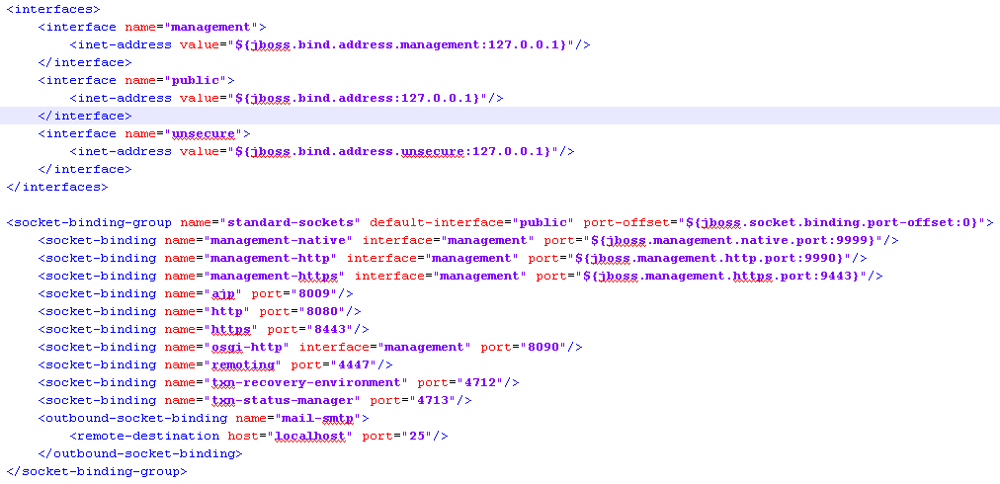 <interfaces>
    <interface name="management">
        <inet-address value="${jboss.bind.address.management:127.0.0.1}"/>
    </interface>
    <interface name="public">
        <inet-address value="${jboss.bind.address:127.0.0.1}"/>
    </interface>
    <interface name="unsecure">
        <inet-address value="${jboss.bind.address.unsecure:127.0.0.1}"/>
    </interface>
</interfaces>

<socket-binding-group name="standard-sockets" default-interface="public" port-offset="${jboss.socket.binding.port-offset:0}">
    <socket-binding name="management-native" interface="management" port="${jboss.management.native.port:9999}"/>
    <socket-binding name="management-http" interface="management" port="${jboss.management.http.port:9990}"/>
    <socket-binding name="management-https" interface="management" port="${jboss.management.https.port:9443}"/>
    <socket-binding name="ajp" port="8009"/>
    <socket-binding name="http" port="8080"/>
    <socket-binding name="https" port="8443"/>
    <socket-binding name="osgi-http" interface="management" port="8090"/>
    <socket-binding name="remoting" port="4447"/>
    <socket-binding name="txn-recovery-environment" port="4712"/>
    <socket-binding name="txn-status-manager" port="4713"/>
    <outbound-socket-binding name="mail-smtp">
        <remote-destination host="localhost" port="25"/>
    </outbound-socket-binding>
</socket-binding-group>